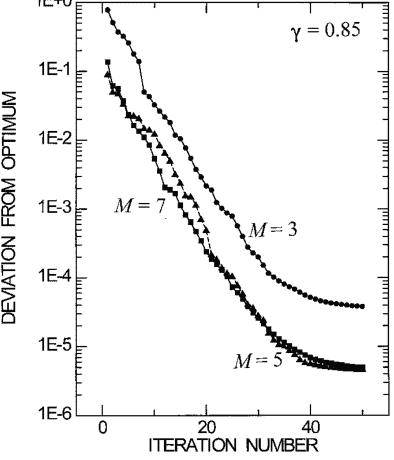 1E+0
γ = 0.85
1E-1
1E-2
M = 7
1E-3
M = 3
1E-4
1E-5
M = 5
1E-6
0 20 40
ITERATION NUMBER
DEVIATION FROM OPTIMUM